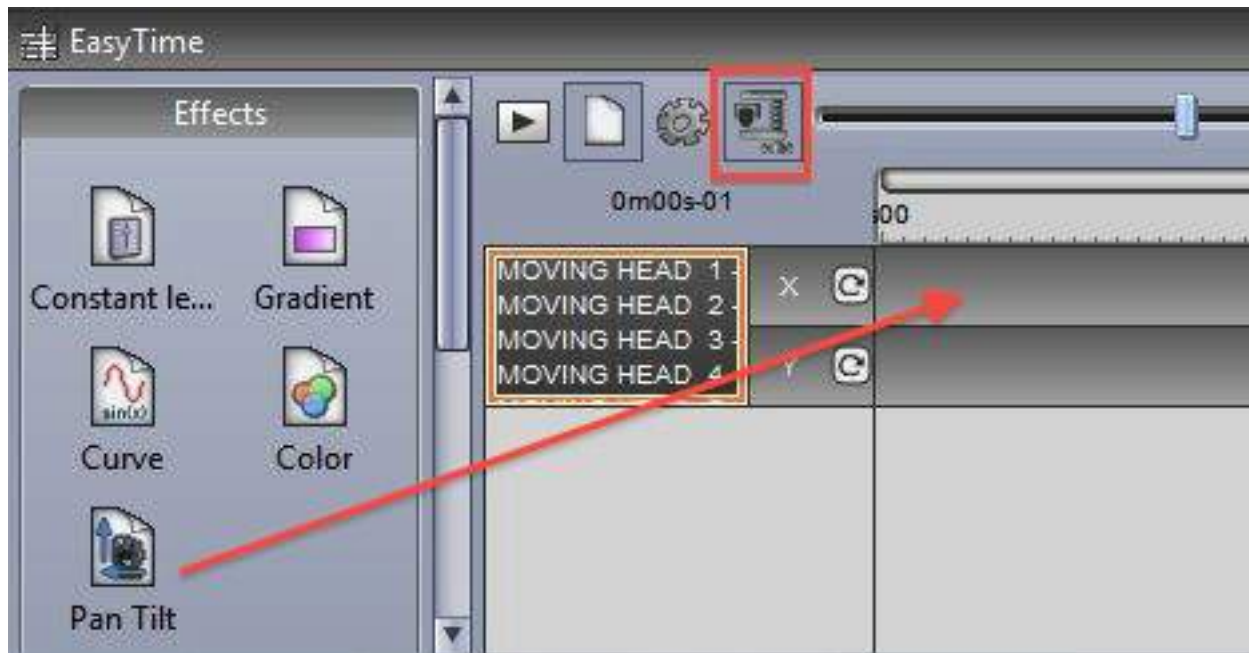 EasyTime
Effects
Constant le...
Gradient
sin(x)
Curve
Color
Pan Tilt
0m00s-01
00
MOVING HEAD 1 -
MOVING HEAD 2 -
MOVING HEAD 3 -
MOVING HEAD 4
X
Y